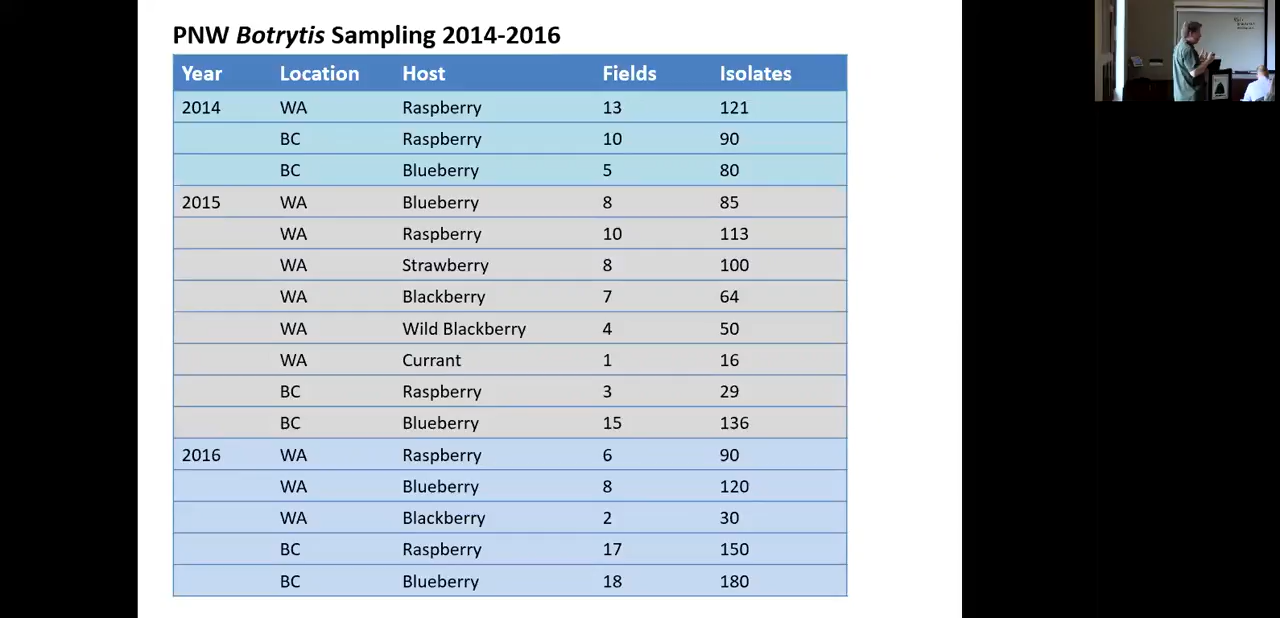 PNW Botrytis Sampling 2014-2016
Year Location Host Fields Isolates
2014 WA Raspberry 13 121
BC Raspberry 10 90
BC Blueberry 5 80
2015 WA Blueberry 8 85
WA Raspberry 10 113
WA Strawberry 8 100
WA Blackberry 7 64
WA Wild Blackberry 4 50
WA Currant 1 16
BC Raspberry 3 29
BC Blueberry 15 136
2016 WA Raspberry 6 90
WA Blueberry 8 120
WA Blackberry 2 30
BC Raspberry 17 150
BC Blueberry 18 180